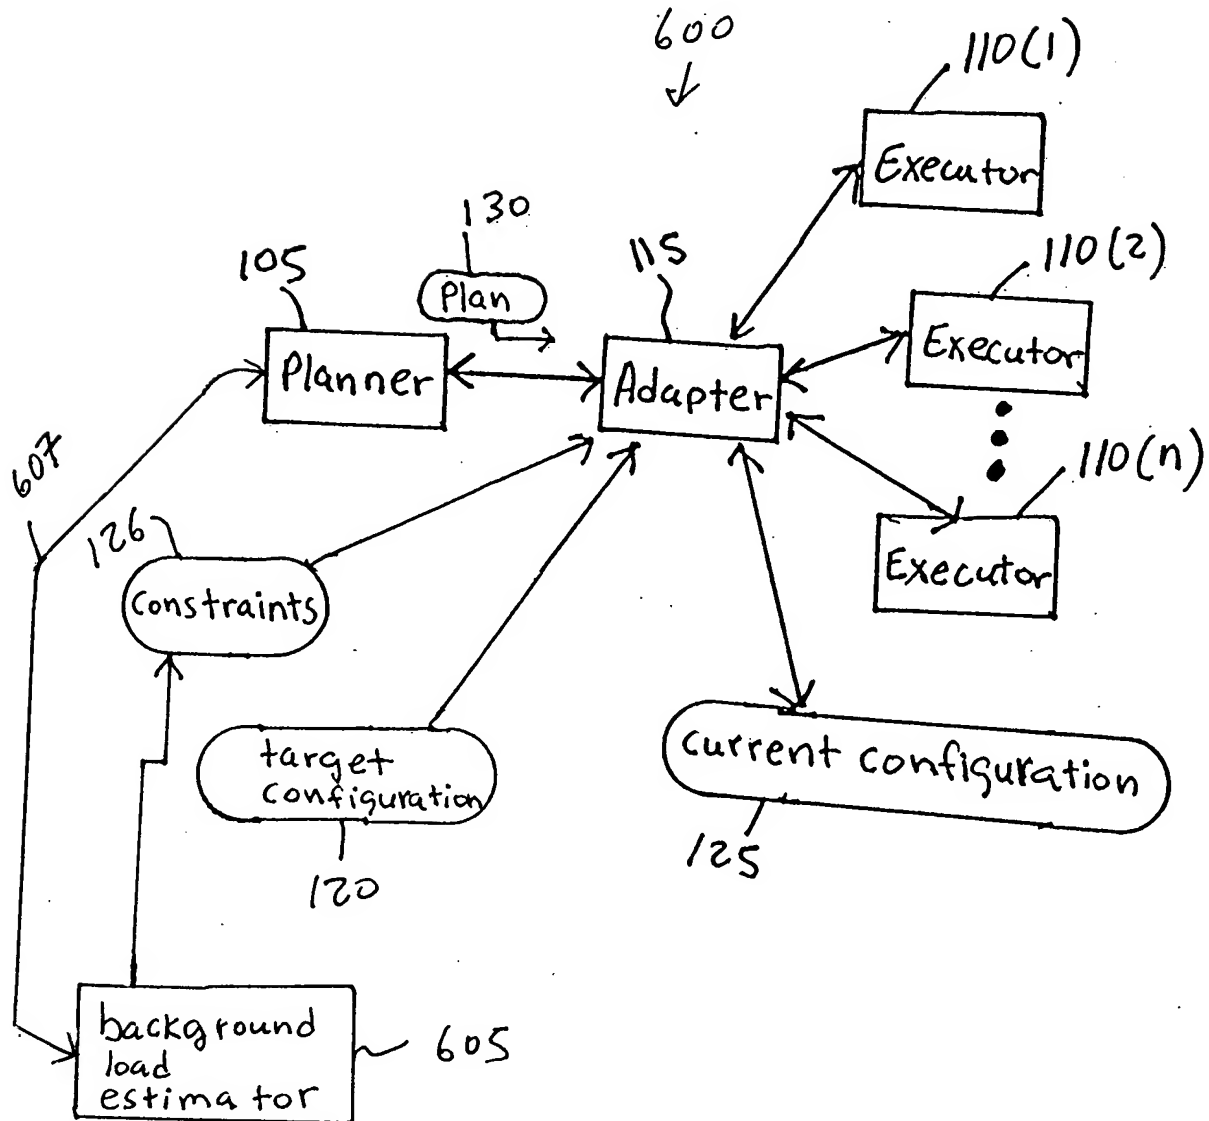 600
110(1)
Executor
130
Plan
105
115
110(2)
Planner
Adapter
Executor
607
126
110(n)
Constraints
Executor
target
configuration
current configuration
120
125
background
load
estimator
605